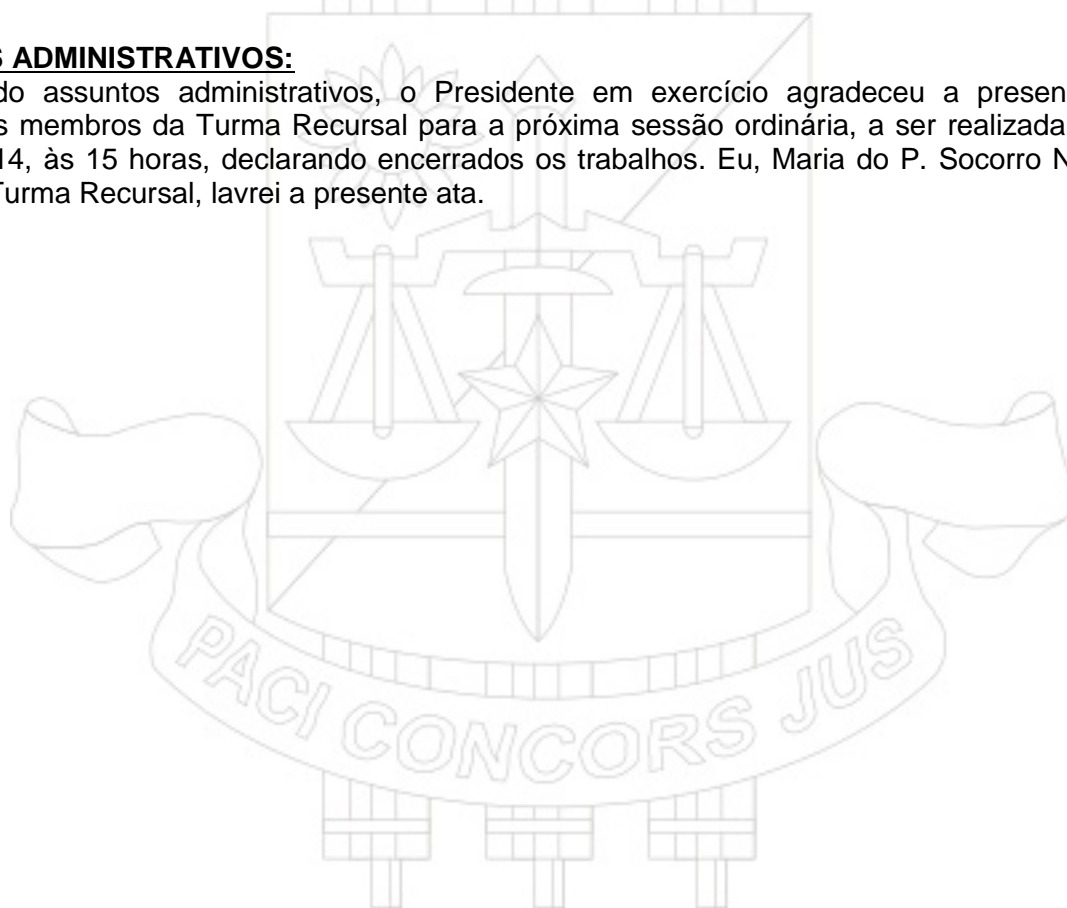 S ADMINISTRATIVOS:
do assuntos administrativos, o Presidente em exercício agradeceu a presen
s membros da Turma Recursal para a próxima sessão ordinária, a ser realizada
14, às 15 horas, declarando encerrados os trabalhos. Eu, Maria do P. Socorro N
Turma Recursal, lavrei a presente ata.
PACI CONCORS JUS